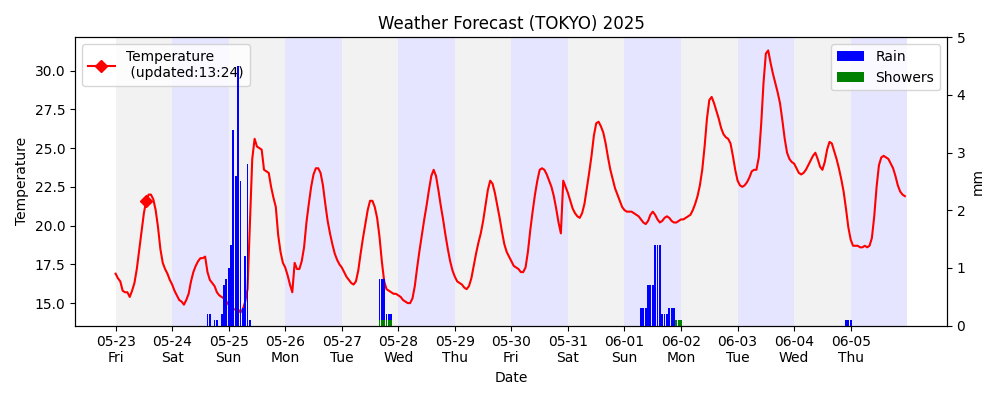 Weather Forecast (TOKYO) 2025
Temperature
(updated:13:24)
Rain
Showers
Temperature
30.0
27.5
25.0
22.5
20.0
17.5
15.0
5
4
3
2
1
0
mm
05-23 05-24 05-25 05-26 05-27 05-28 05-29 05-30 05-31 06-01 06-02 06-03 06-04 06-05
Fri Sat Sun Mon Tue Wed Thu Fri Sat Sun Mon Tue Wed Thu
Date